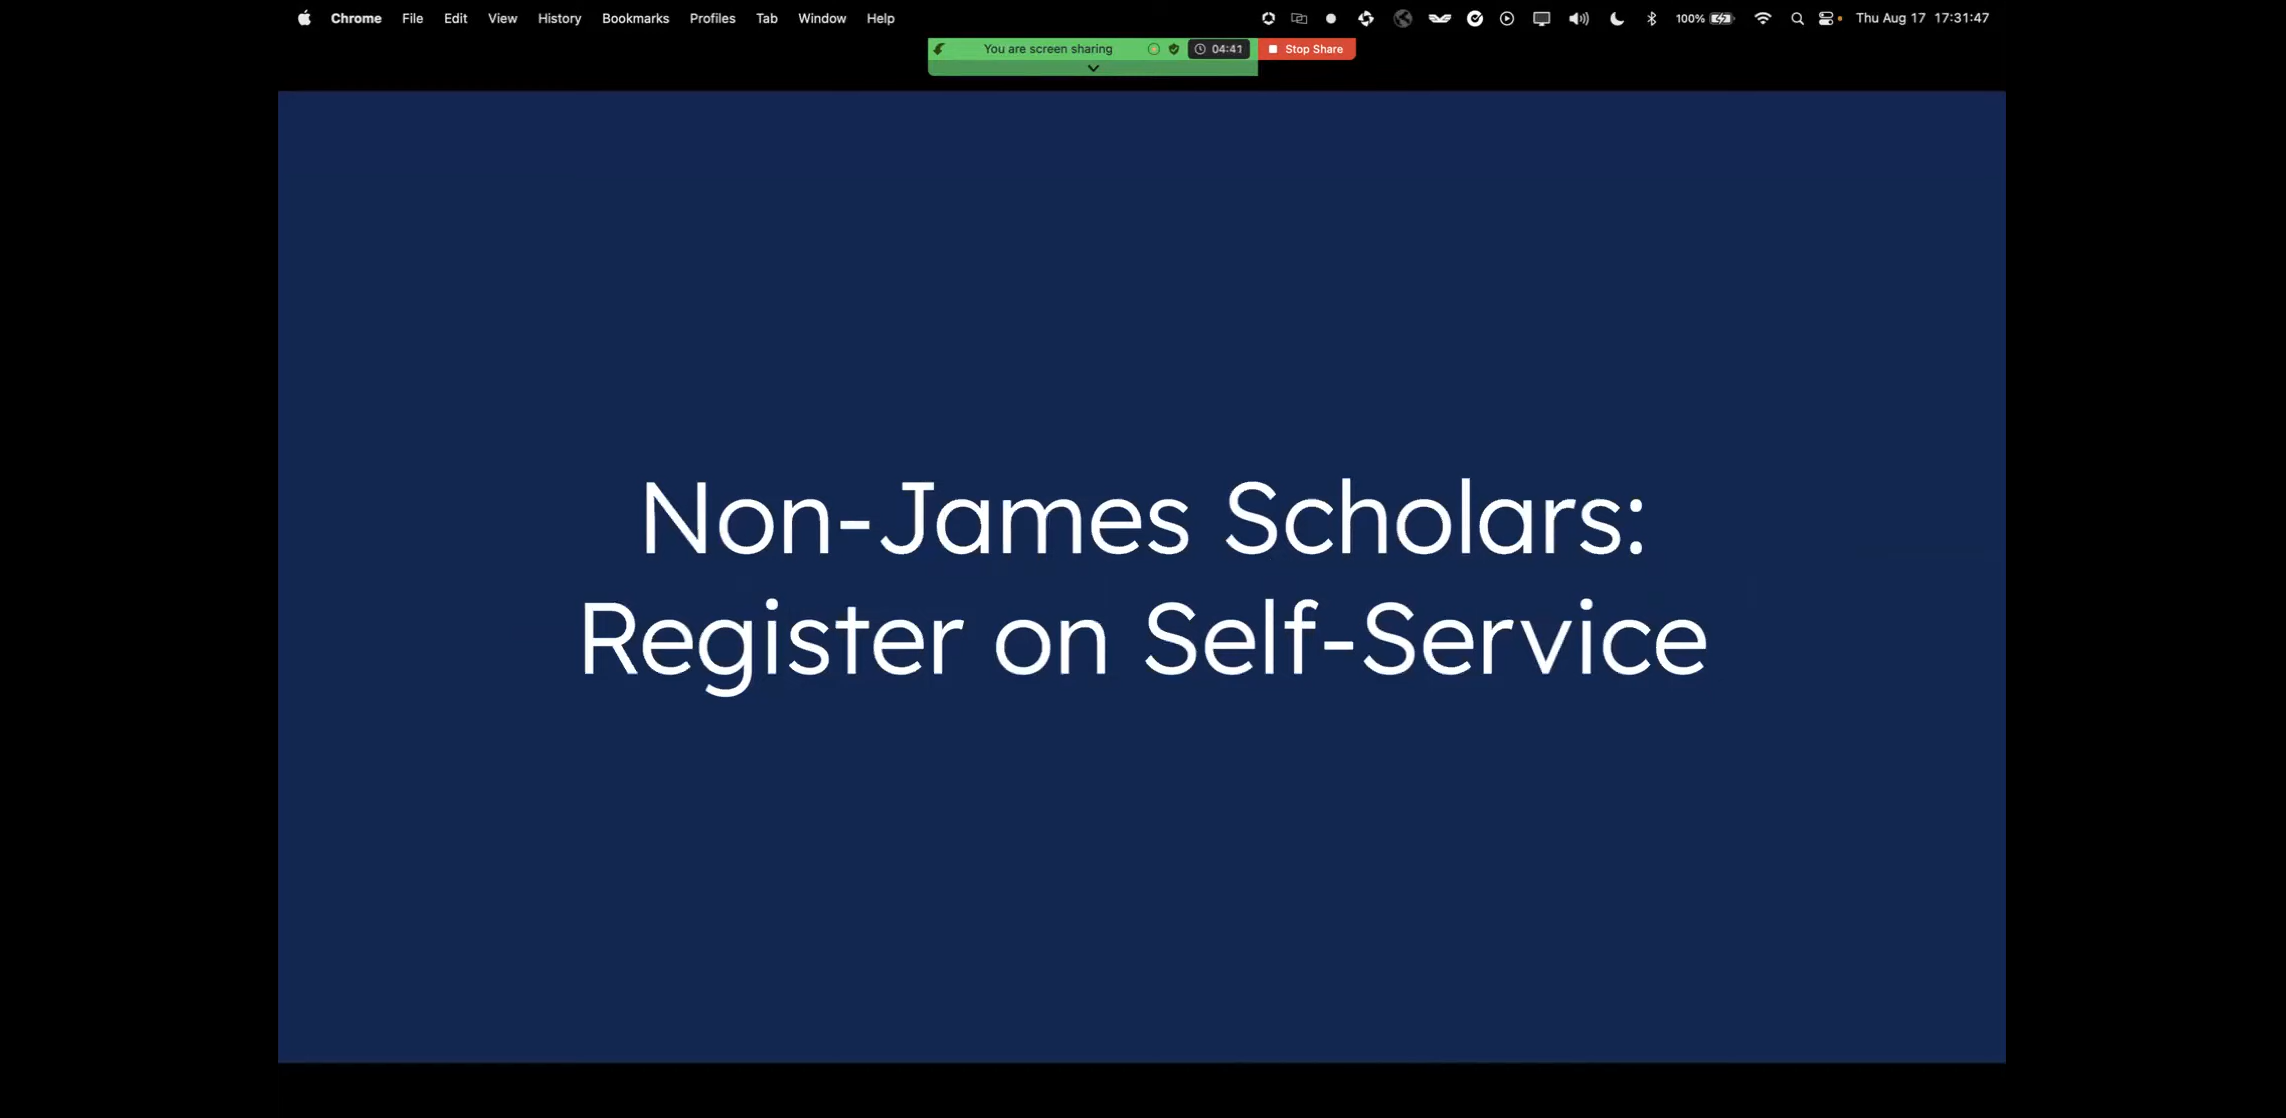 Chrome File Edit View History Bookmarks Profiles Tab Window Help 100% Thu Aug 17 17:31:47
You are screen sharing 04:41 Stop Share
Non-James Scholars:
Register on Self-Service